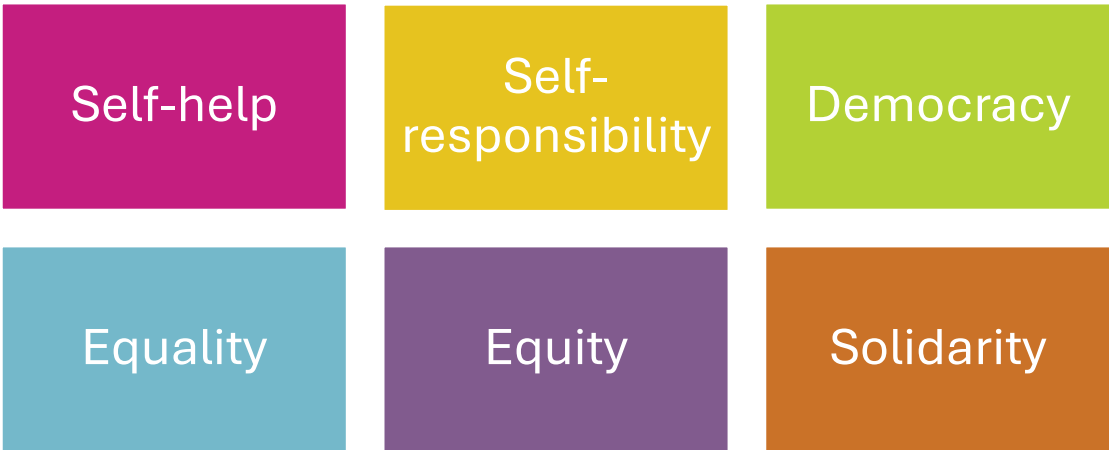 Self-help
Self-
responsibility
Democracy
Equality
Equity
Solidarity